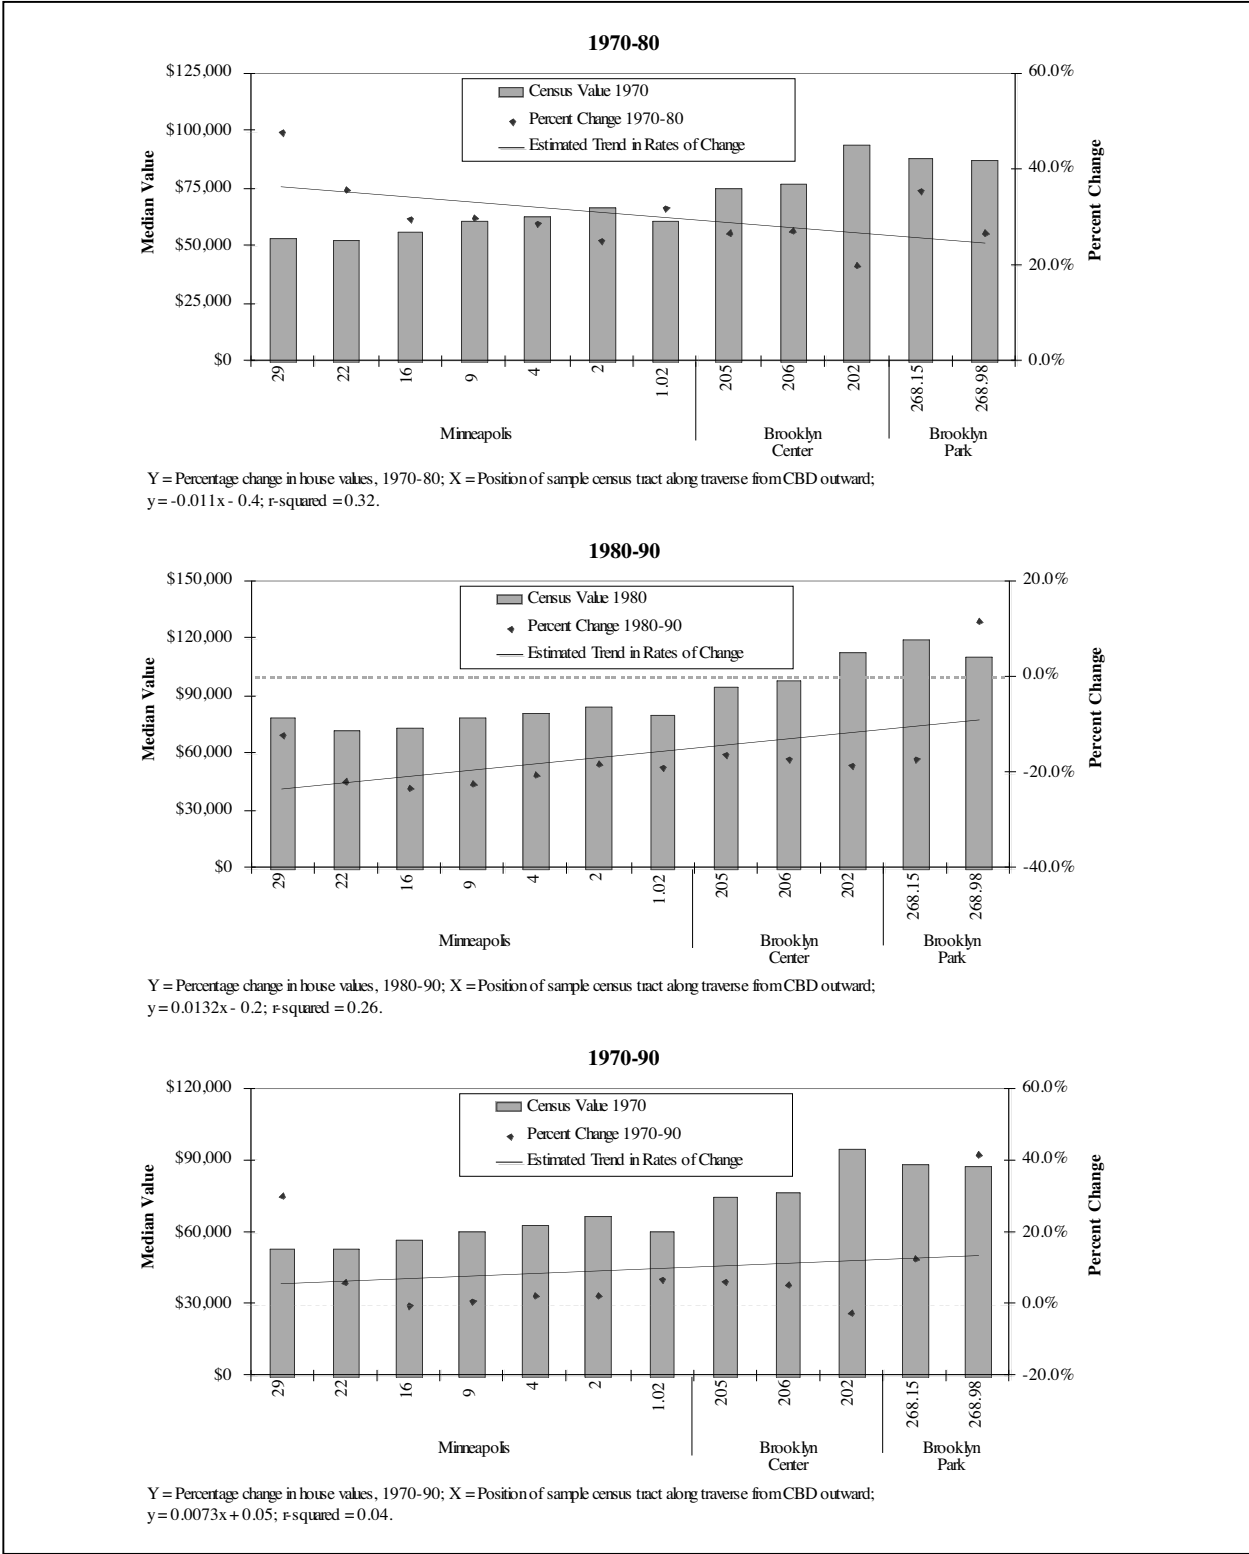 1970-80
$125,000
$100,000
$75,000
$50,000
$25,000
$0
Median Value
60.0%
40.0%
20.0%
0.0%
Percent Change
Census Value 1970
Percent Change 1970-80
Estimated Trend in Rates of Change
29 22 16 9 4 2 1.02 205 206 202 268.15 268.98
Minneapolis Brooklyn Center Brooklyn Park
Y = Percentage change in house values, 1970-80; X = Position of sample census tract along traverse from CBD outward;
y = -0.011x - 0.4; r-squared = 0.32.
1980-90
$150,000
$120,000
$90,000
$60,000
$30,000
$0
Median Value
20.0%
0.0%
-20.0%
-40.0%
Percent Change
Census Value 1980
Percent Change 1980-90
Estimated Trend in Rates of Change
29 22 16 9 4 2 1.02 205 206 202 268.15 268.98
Minneapolis Brooklyn Center Brooklyn Park
Y = Percentage change in house values, 1980-90; X = Position of sample census tract along traverse from CBD outward;
y = 0.0132x - 0.2; r-squared = 0.26.
1970-90
$120,000
$90,000
$60,000
$30,000
$0
Median Value
60.0%
40.0%
20.0%
0.0%
-20.0%
Percent Change
Census Value 1970
Percent Change 1970-90
Estimated Trend in Rates of Change
29 22 16 9 4 2 1.02 205 206 202 268.15 268.98
Minneapolis Brooklyn Center Brooklyn Park
Y = Percentage change in house values, 1970-90; X = Position of sample census tract along traverse from CBD outward;
y = 0.0073x + 0.05; r-squared = 0.04.